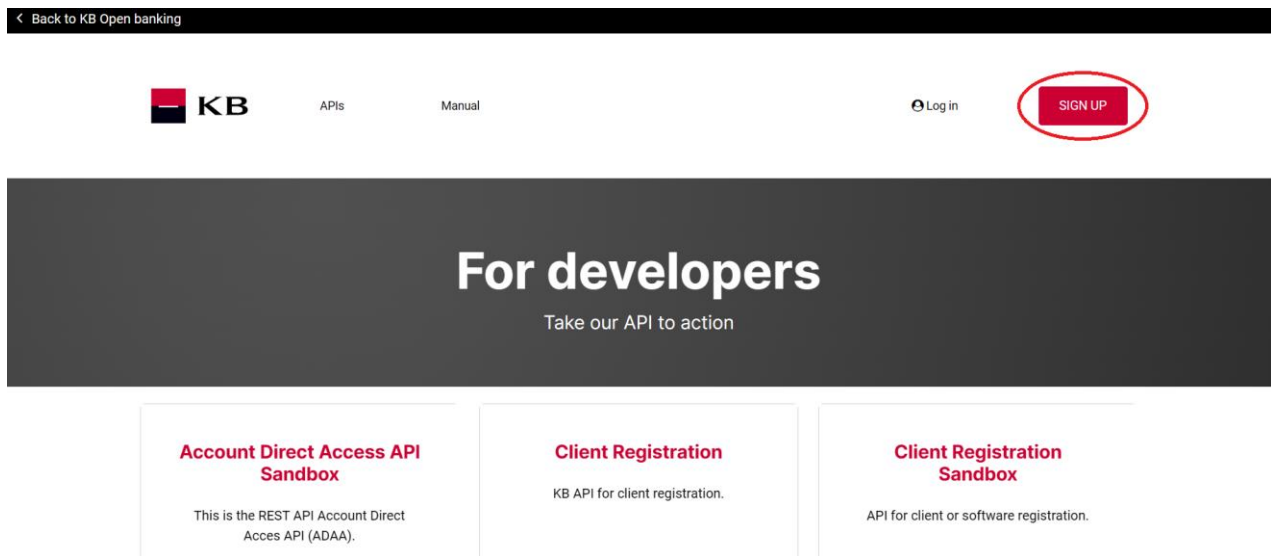 Back to KB Open banking
KB
APIs
Manual
Log in
SIGN UP
For developers
Take our API to action
Account Direct Access API
Sandbox
This is the REST API Account Direct
Acces API (ADAA).
Client Registration
KB API for client registration.
Client Registration
Sandbox
API for client or software registration.